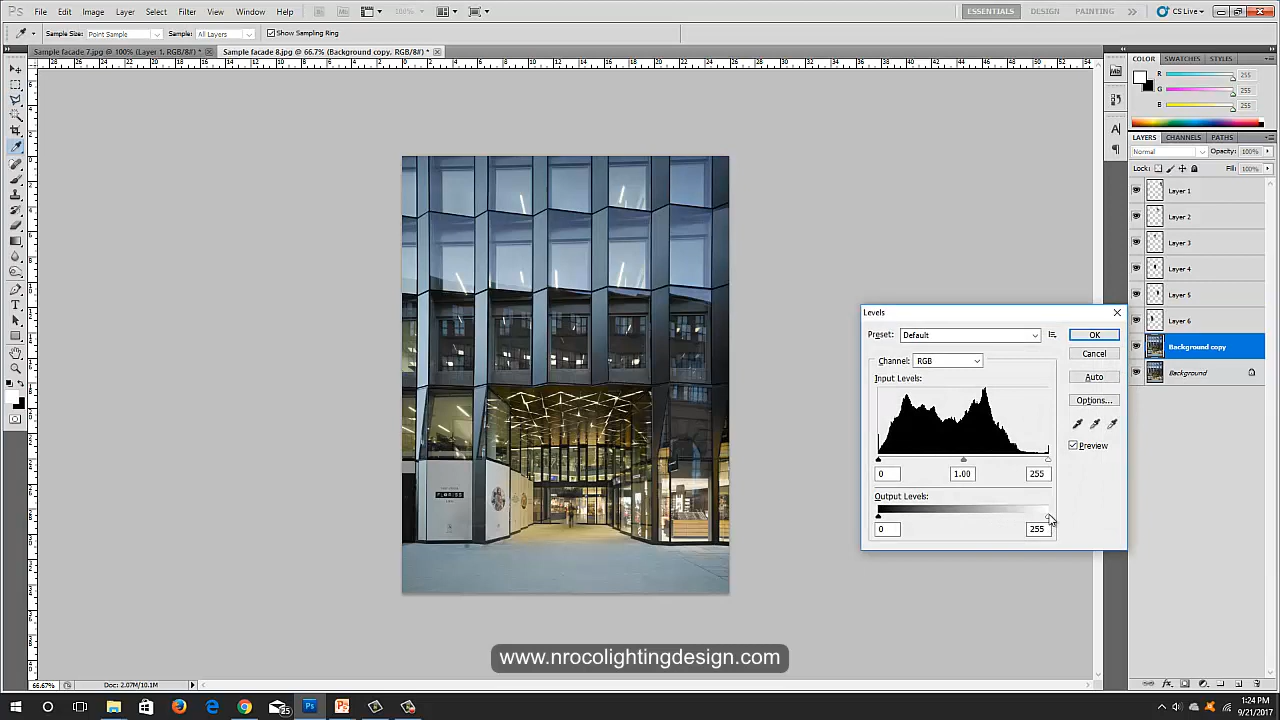 PS File Edit Image Layer Select Filter Analysis View Window Help 100% ESSENTIALS DESIGN PAINTING CS Live
Sample Size: Point Sample Sample: All Layers Show Sampling Ring
Sample facade 7.jpg @ 100% (Layer 1, RGB/8#) * Sample facade 8.jpg @ 66.7% (Background copy, RGB/8#) *
COLOR SWATCHES STYLES
R 255
G 255
B 255
LAYERS CHANNELS PATHS
Normal Opacity: 100%
Lock: Fill: 100%
Layer 1
Layer 2
Layer 3
Layer 4
Layer 5
Layer 6
Background copy
Background
Levels
Preset: Default OK
Cancel
Channel: RGB
Auto
Input Levels:
Options...
Preview
0 1.00 255
Output Levels:
0 255
www.nrocolightingdesign.com
66.67% Doc: 2.07M/10.1M
25
1:24 PM
9/21/2017